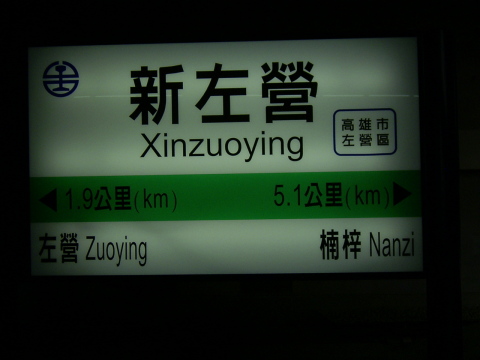 新左營
Xinzuoying
高雄市
左營區
1.9公里(km)
5.1公里(km)
左營 Zuoying
楠梓 Nanzi